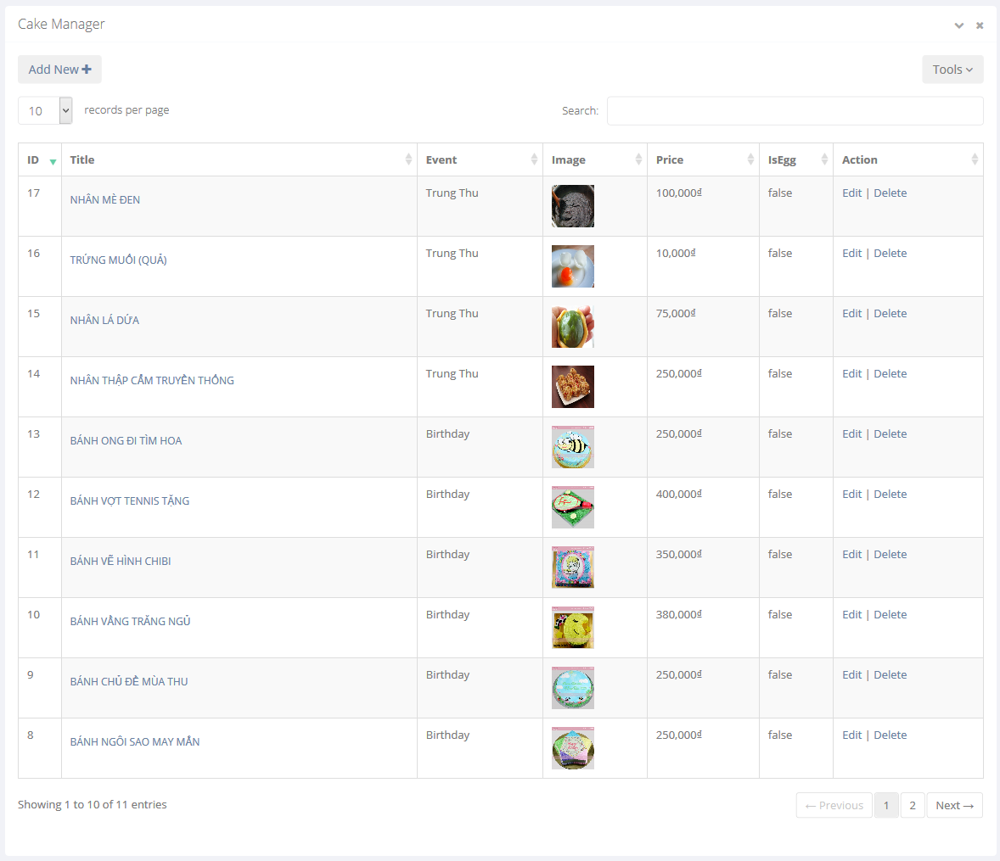 Cake Manager
Add New
Tools
10 records per page
Search:
ID Title Event Image Price IsEgg Action
17 NHÂN MÈ ĐEN Trung Thu 100,000₫ false Edit | Delete
16 TRỨNG MUỐI (QUẢ) Trung Thu 10,000₫ false Edit | Delete
15 NHÂN LÁ DỨA Trung Thu 75,000₫ false Edit | Delete
14 NHÂN THẬP CẨM TRUYỀN THỐNG Trung Thu 250,000₫ false Edit | Delete
13 BÁNH ONG ĐI TÌM HOA Birthday 250,000₫ false Edit | Delete
12 BÁNH VỢT TENNIS TẶNG Birthday 400,000₫ false Edit | Delete
11 BÁNH VẼ HÌNH CHIBI Birthday 350,000₫ false Edit | Delete
10 BÁNH VẦNG TRĂNG NGỦ Birthday 380,000₫ false Edit | Delete
9 BÁNH CHỦ ĐỀ MÙA THU Birthday 250,000₫ false Edit | Delete
8 BÁNH NGÔI SAO MAY MẮN Birthday 250,000₫ false Edit | Delete
Showing 1 to 10 of 11 entries
← Previous 1 2 Next →